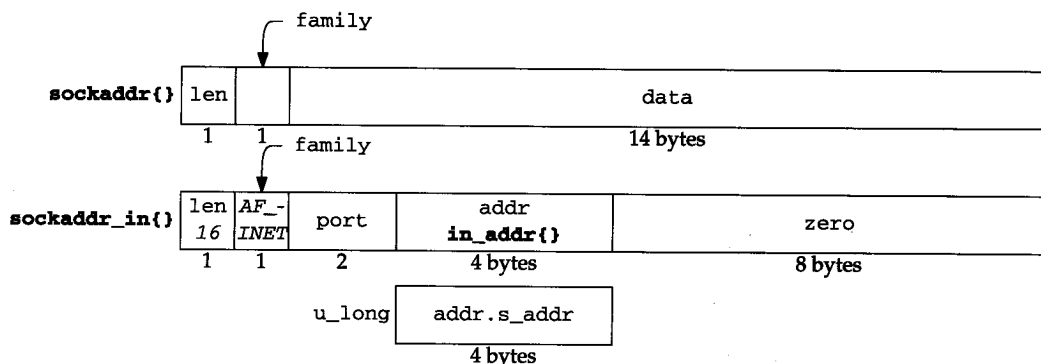 family
sockaddr{} len data
1 1 14 bytes
family
sockaddr_in{} len 16 AF_- INET port addr in_addr{} zero
1 1 2 4 bytes 8 bytes
u_long addr.s_addr
4 bytes